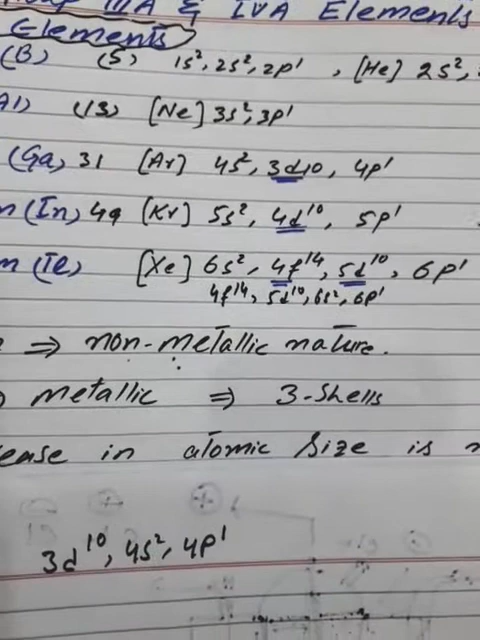 IIIA & IVA Elements
Elements
(B) (5) 1s², 2s², 2p¹ , [He] 2s²,
Al) (13) [Ne] 3s², 3p¹
(Ga) 31 [Ar] 4s², 3d10, 4p¹
m (In) 49 [Kr] 5s², 4d¹⁰, 5p¹
m (Tl) [Xe] 6s², 4f¹⁴, 5d¹⁰, 6p¹
4f¹⁴, 5d¹⁰, 6s², 6p¹
⇒ non-metallic nature.
metallic ⇒ 3-shells
ease in atomic size is
3d¹⁰, 4s², 4p¹